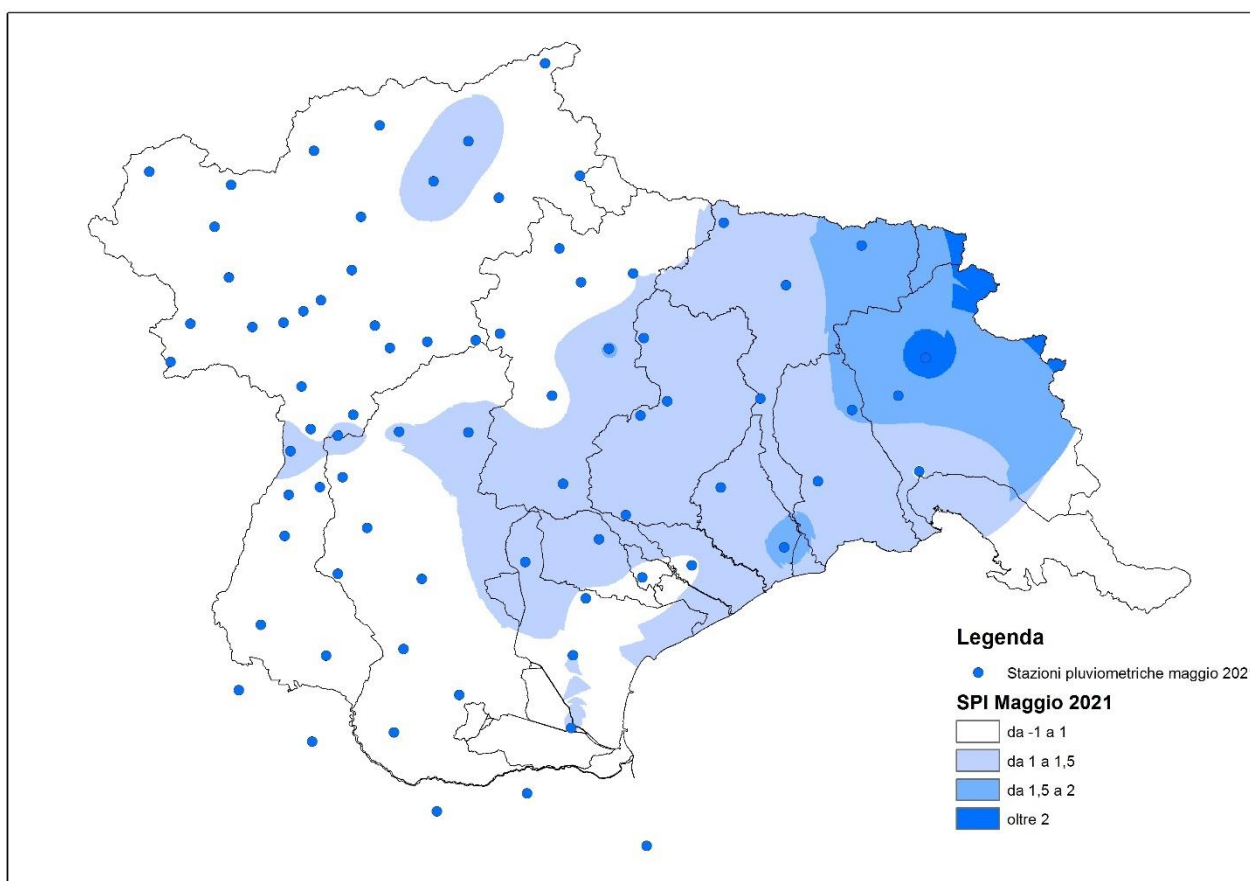 Legenda
Stazioni pluviometriche maggio 202
SPI Maggio 2021
da -1 a 1
da 1 a 1,5
da 1,5 a 2
oltre 2